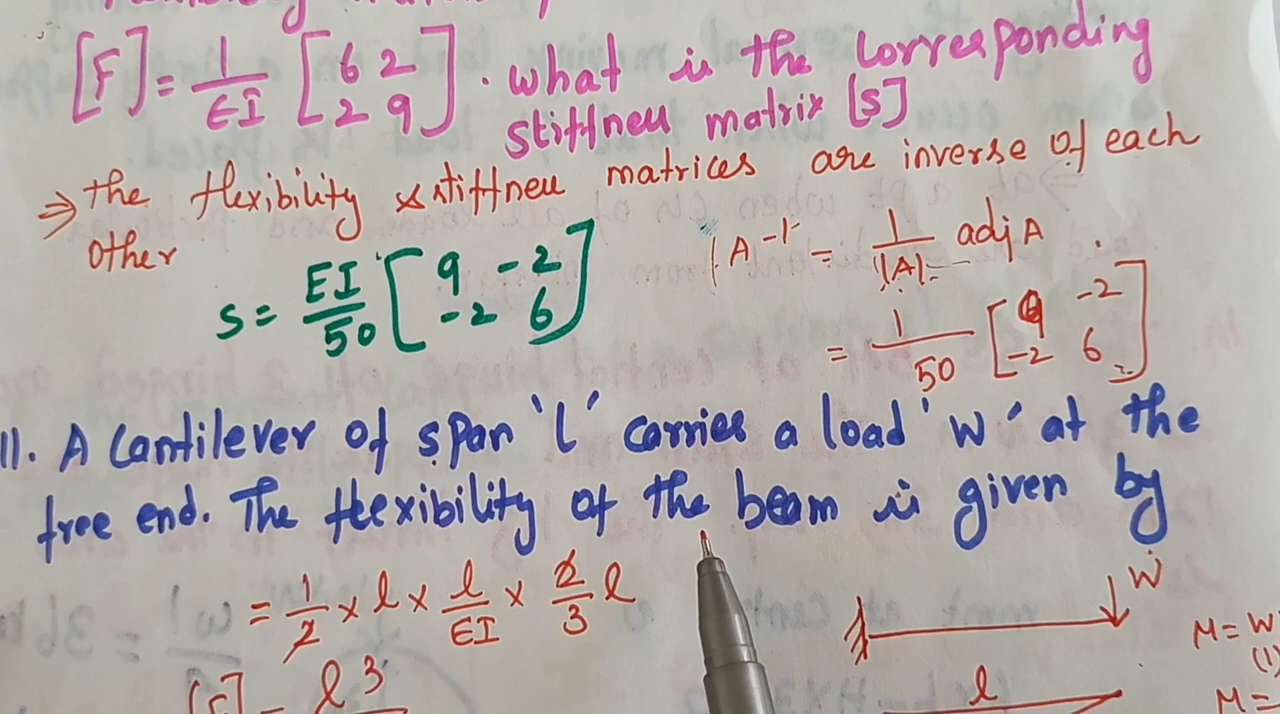 [F] = 1/EI [6 2; 2 9]. what is the corresponding
stiffness matrix [S]
⇒ the flexibility & stiffness matrices are inverse of each
other
S = EI/50 [9 -2; -2 6]
A⁻¹ = 1/|A| adj A
= 1/50 [9 -2; -2 6]
11. A Cantilever of span 'l' carries a load 'W' at the
free end. The flexibility of the beam is given by
= 1/2 × l × l/EI × 2/3 l
W
M = W
l
l³
M =